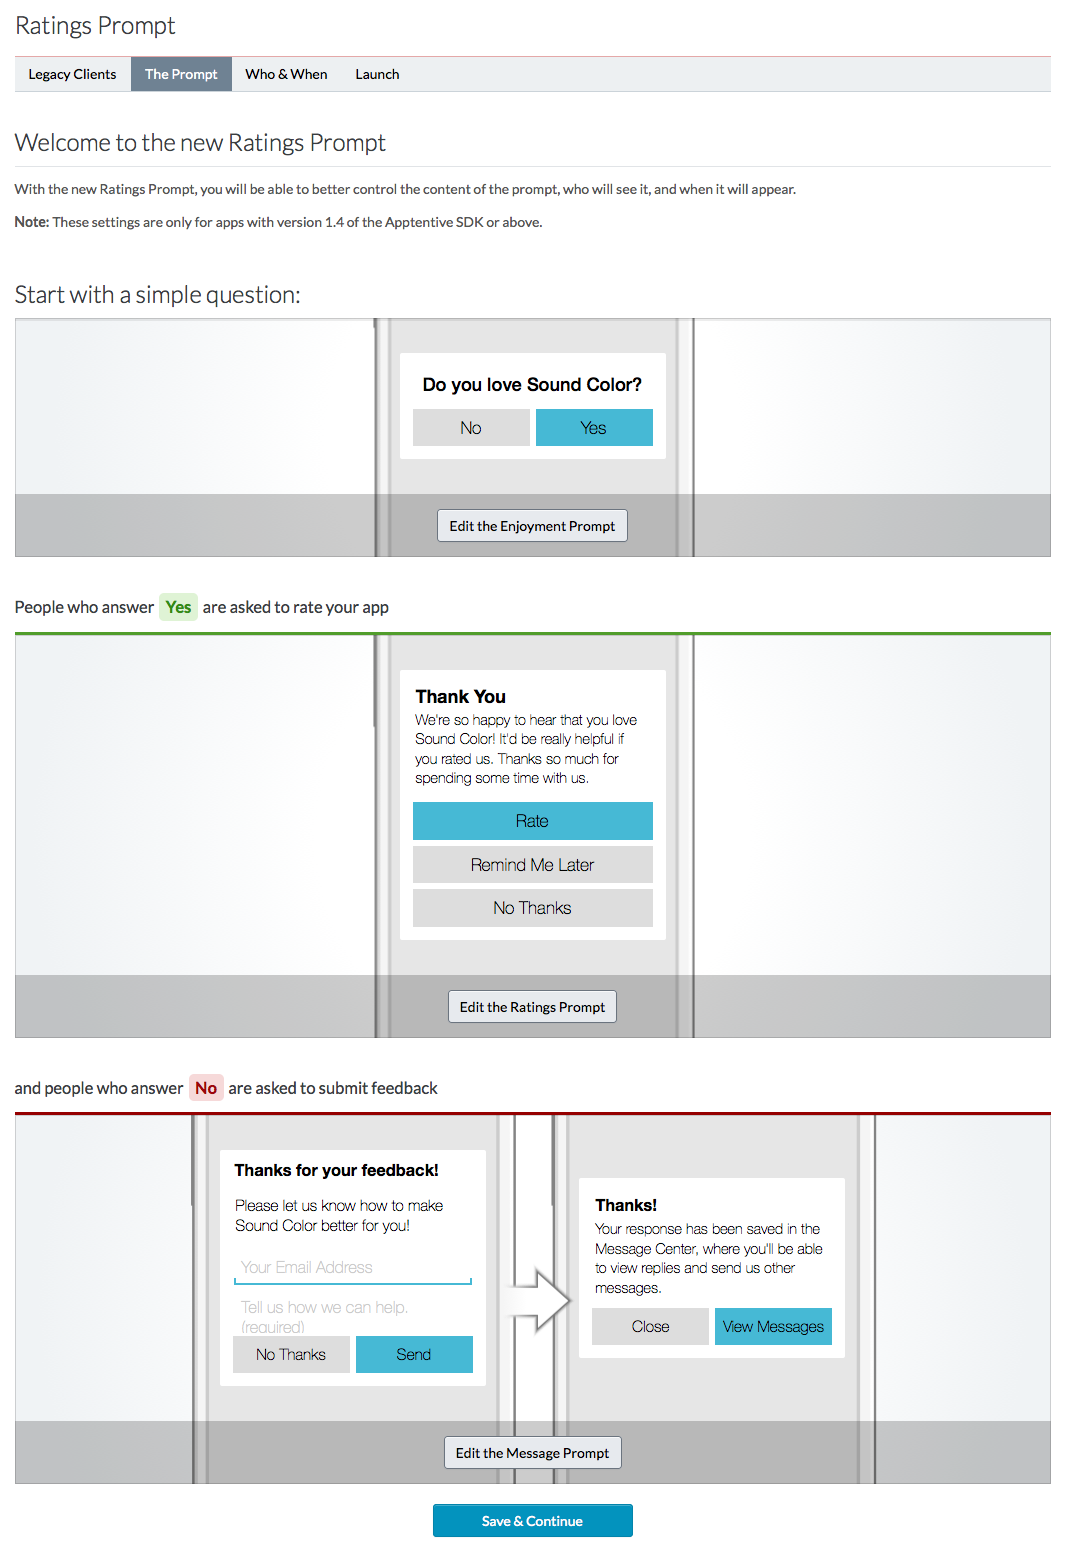 Ratings Prompt
Legacy Clients The Prompt Who & When Launch
Welcome to the new Ratings Prompt
With the new Ratings Prompt, you will be able to better control the content of the prompt, who will see it, and when it will appear.
Note: These settings are only for apps with version 1.4 of the Apptentive SDK or above.
Start with a simple question:
Do you love Sound Color?
No Yes
Edit the Enjoyment Prompt
People who answer Yes are asked to rate your app
Thank You
We're so happy to hear that you love
Sound Color! It'd be really helpful if
you rated us. Thanks so much for
spending some time with us.
Rate
Remind Me Later
No Thanks
Edit the Ratings Prompt
and people who answer No are asked to submit feedback
Thanks for your feedback!
Please let us know how to make
Sound Color better for you!
Your Email Address
Tell us how we can help.
(required)
No Thanks Send
Thanks!
Your response has been saved in the
Message Center, where you'll be able
to view replies and send us other
messages.
Close View Messages
Edit the Message Prompt
Save & Continue